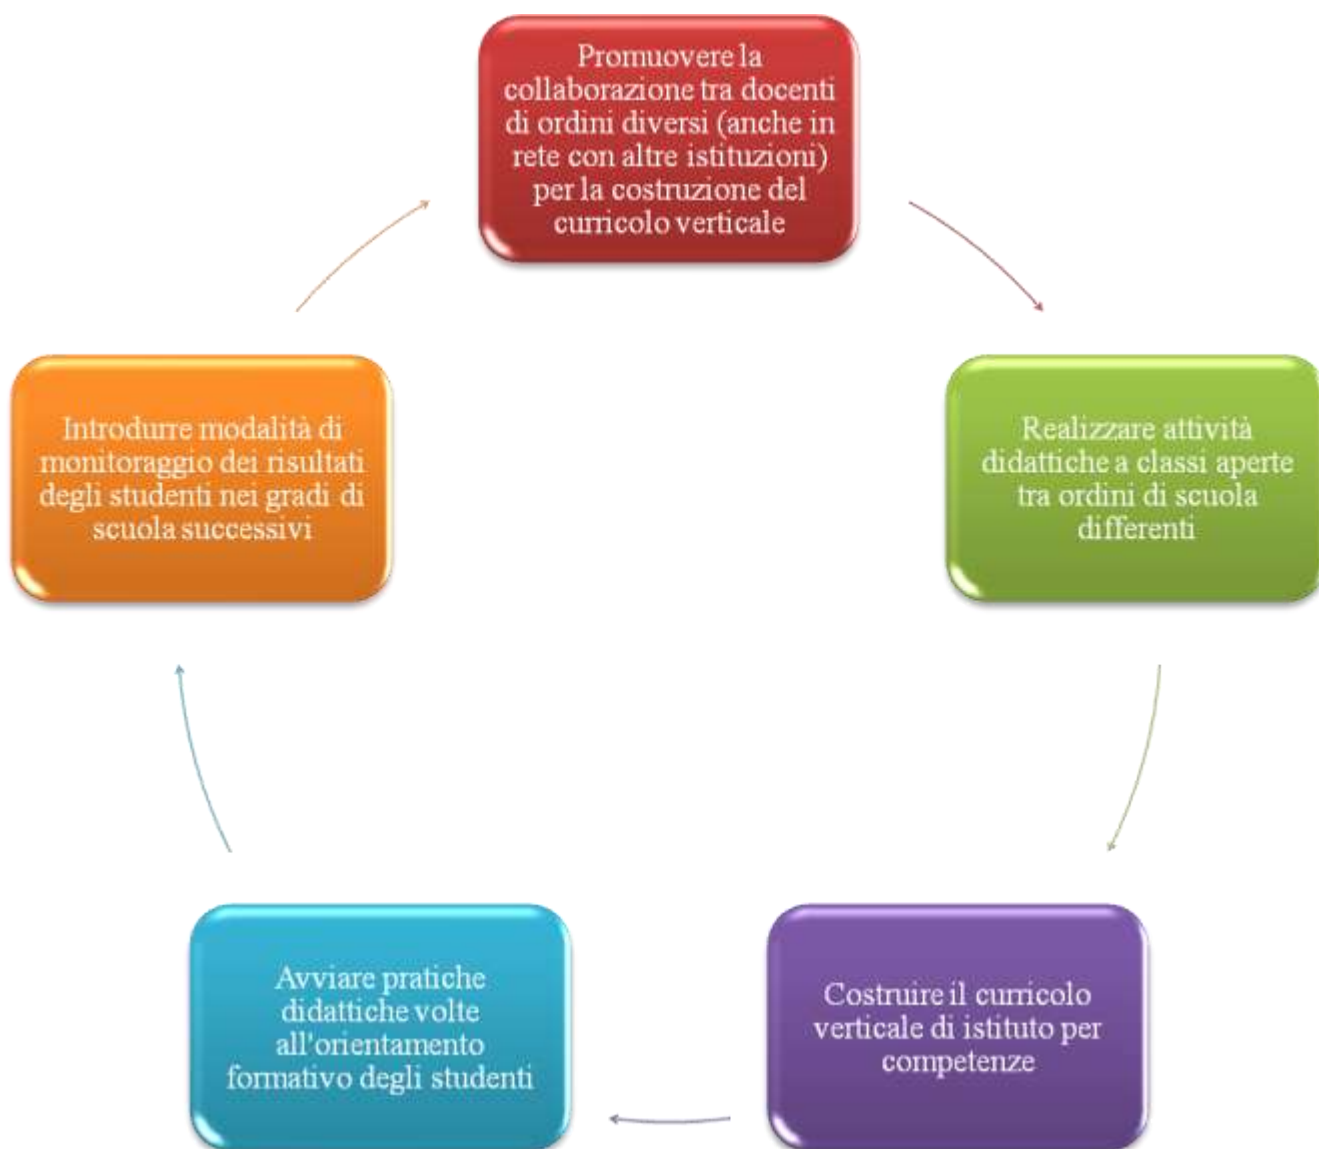 Promuovere la
collaborazione tra docenti
di ordini diversi (anche in
rete con altre istituzioni)
per la costruzione del
curricolo verticale
Realizzare attività
didattiche a classi aperte
tra ordini di scuola
differenti
Costruire il curricolo
verticale di istituto per
competenze
Avviare pratiche
didattiche volte
all'orientamento
formativo degli studenti
Introdurre modalità di
monitoraggio dei risultati
degli studenti nei gradi di
scuola successivi